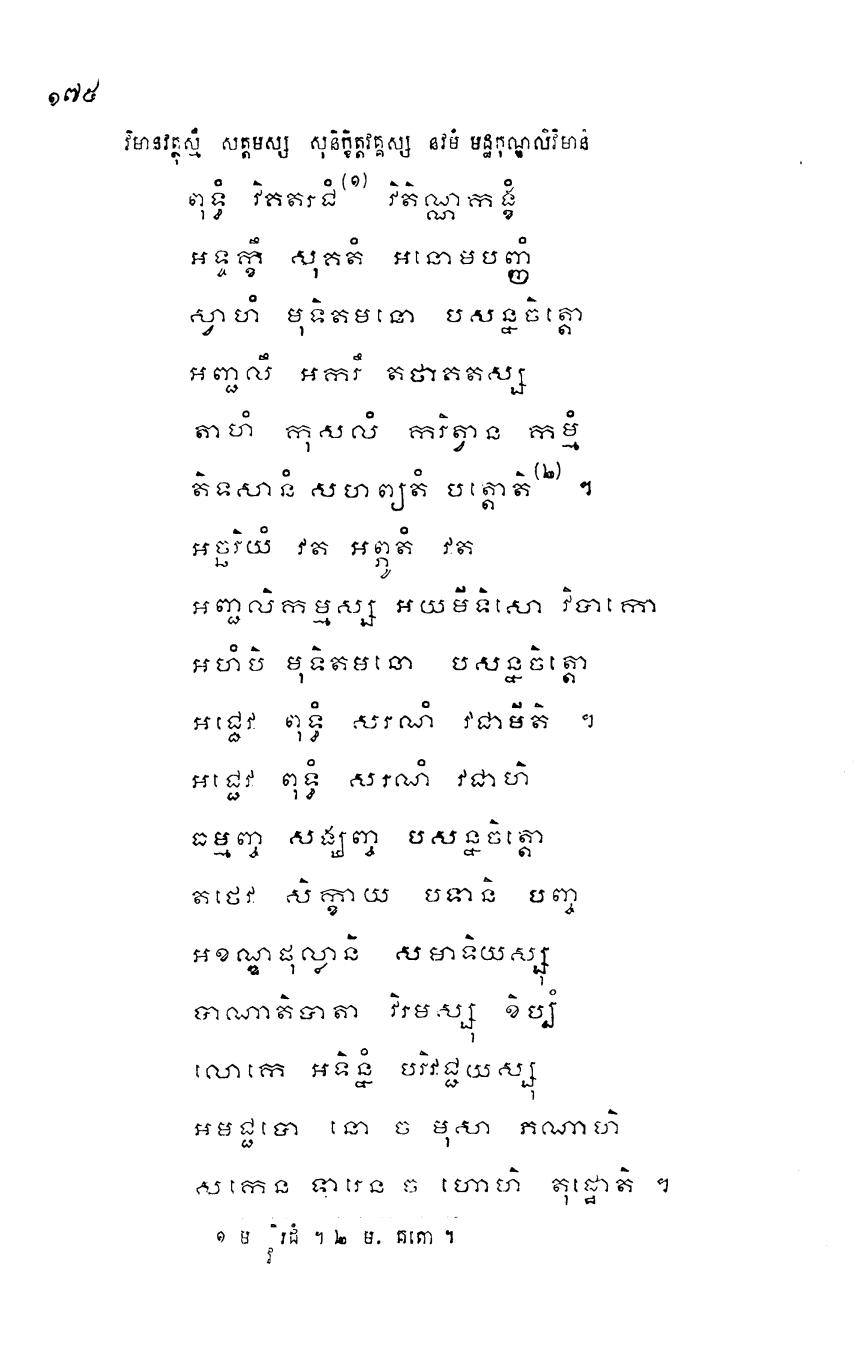 ១៧៥
វិមានវត្ថុស្មឹ សត្តមស្ស សុនិក្ខិត្តវគ្គស្ស នវមំ មដ្ឋកុណ្ឌលិវិមានំ
ពុទ្ធំ វិគតរជំ(១) វិតិណ្ណកង្ខំ
អទ្ទក្ខឹ សុគតំ អនោមបញ្ញំ
ស្វាហំ មុទិតមនោ បសន្នចិត្តោ
អញ្ជលឹ អករឹ តថាគតស្ស
តាហំ កុសលំ ករិត្វាន កម្មំ
តិទសានំ សហព្យតំ បត្តោតិ(២) ។
អច្ឆរិយំ វត អព្ភូតំ វត
អញ្ជលិកម្មស្ស អយមីទិសោ វិបាកោ
អហំបិ មុទិតមនោ បសន្នចិត្តោ
អជ្ជេវ ពុទ្ធំ សរណំ វជាមីតិ ។
អជ្ជេវ ពុទ្ធំ សរណំ វជាហិ
ធម្មញ្ច សង្ឃញ្ច បសន្នចិត្តោ
តថេវ សិក្ខាយ បទានិ បញ្ច
អខណ្ឌផុល្លានិ សមាទិយស្សុ
បាណាតិបាតា វិរមស្សុ ខិប្បំ
លោកេ អទិន្នំ បរិវជ្ជយស្សុ
អមជ្ជបោ នោ ច មុសា ភណាហិ
សកេន ទារេន ច ហោហិ តុដ្ឋោតិ ។
១ ម ។ ២ ម. គតោ ។